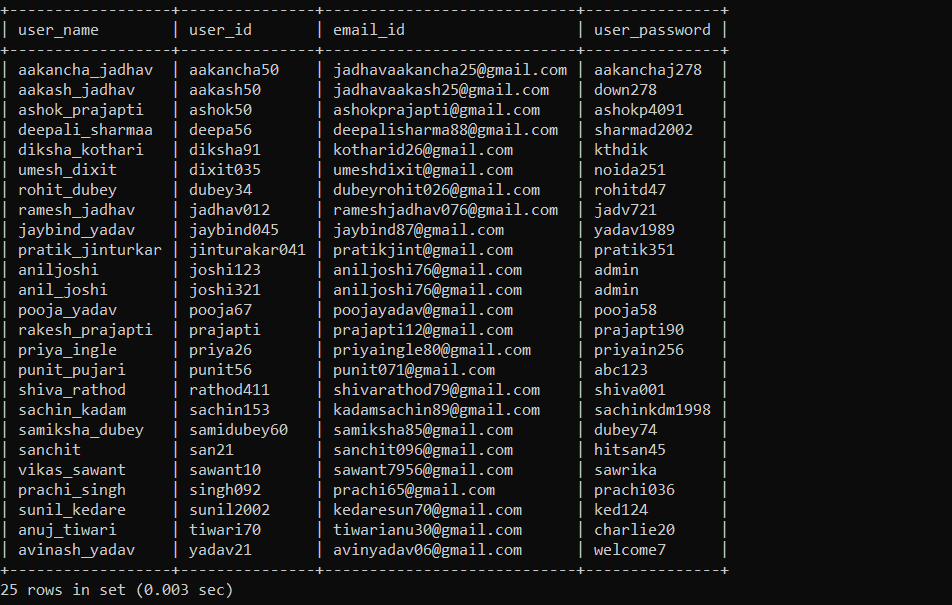 +------------------+---------------+----------------------------+---------------+
| user_name        | user_id       | email_id                   | user_password |
+------------------+---------------+----------------------------+---------------+
| aakancha_jadhav  | aakancha50    | jadhavaakancha25@gmail.com | aakanchaj278  |
| aakash_jadhav    | aakash50      | jadhavaakash25@gmail.com   | down278       |
| ashok_prajapti   | ashok50       | ashokprajapti@gmail.com    | ashokp4091    |
| deepali_sharmaa  | deepa56       | deepalisharma88@gmail.com  | sharmad2002   |
| diksha_kothari   | diksha91      | kotharid26@gmail.com       | kthdik        |
| umesh_dixit      | dixit035      | umeshdixit@gmail.com       | noida251      |
| rohit_dubey      | dubey34       | dubeyrohit026@gmail.com    | rohitd47      |
| ramesh_jadhav    | jadhav012     | rameshjadhav076@gmail.com  | jadv721       |
| jaybind_yadav    | jaybind045    | jaybind87@gmail.com        | yadav1989     |
| pratik_jinturkar | jinturakar041 | pratikjint@gmail.com       | pratik351     |
| aniljoshi        | joshi123      | aniljoshi76@gmail.com      | admin         |
| anil_joshi       | joshi321      | aniljoshi76@gmail.com      | admin         |
| pooja_yadav      | pooja67       | poojayadav@gmail.com       | pooja58       |
| rakesh_prajapti  | prajapti      | prajapti12@gmail.com       | prajapti90    |
| priya_ingle      | priya26       | priyaingle80@gmail.com     | priyain256    |
| punit_pujari     | punit56       | punit071@gmail.com         | abc123        |
| shiva_rathod     | rathod411     | shivarathod79@gmail.com    | shiva001      |
| sachin_kadam     | sachin153     | kadamsachin89@gmail.com    | sachinkdm1998 |
| samiksha_dubey   | samidubey60   | samiksha85@gmail.com       | dubey74       |
| sanchit          | san21         | sanchit096@gmail.com       | hitsan45      |
| vikas_sawant     | sawant10      | sawant7956@gmail.com       | sawrika       |
| prachi_singh     | singh092      | prachi65@gmail.com         | prachi036     |
| sunil_kedare     | sunil2002     | kedaresun70@gmail.com      | ked124        |
| anuj_tiwari      | tiwari70      | tiwarianu30@gmail.com      | charlie20     |
| avinash_yadav    | yadav21       | avinyadav06@gmail.com      | welcome7      |
+------------------+---------------+----------------------------+---------------+
25 rows in set (0.003 sec)